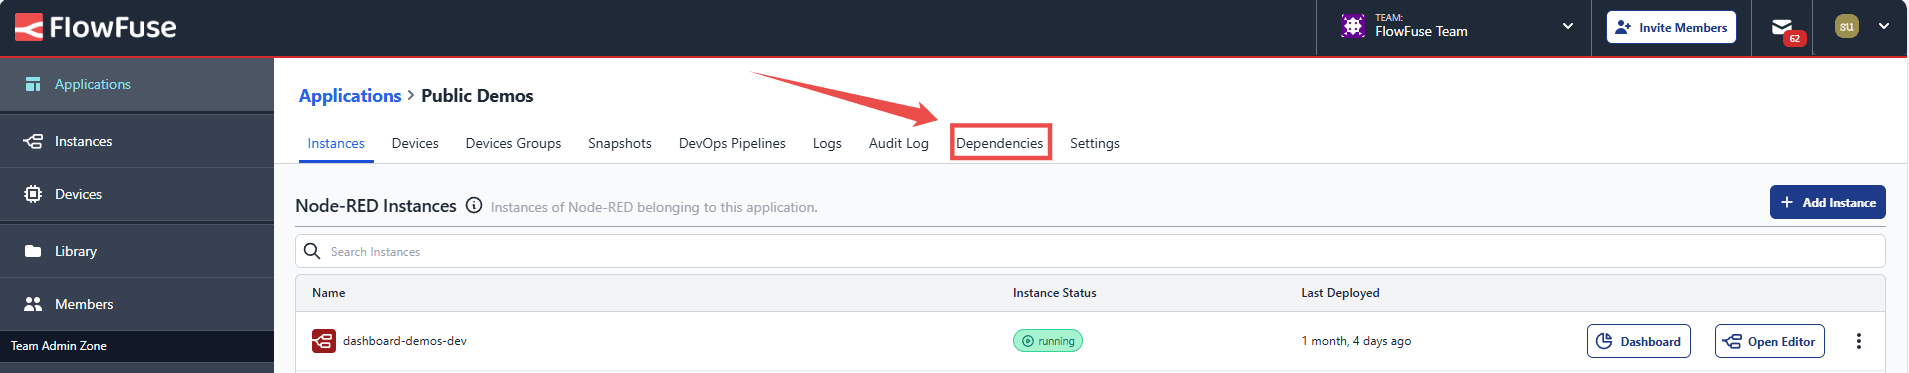 FlowFuse
TEAM:
FlowFuse Team
Invite Members
62
su
Applications
Instances
Devices
Library
Members
Team Admin Zone
Applications > Public Demos
Instances Devices Devices Groups Snapshots DevOps Pipelines Logs Audit Log Dependencies Settings
Node-RED Instances Instances of Node-RED belonging to this application.
+ Add Instance
Search Instances
Name Instance Status Last Deployed
dashboard-demos-dev running 1 month, 4 days ago Dashboard Open Editor